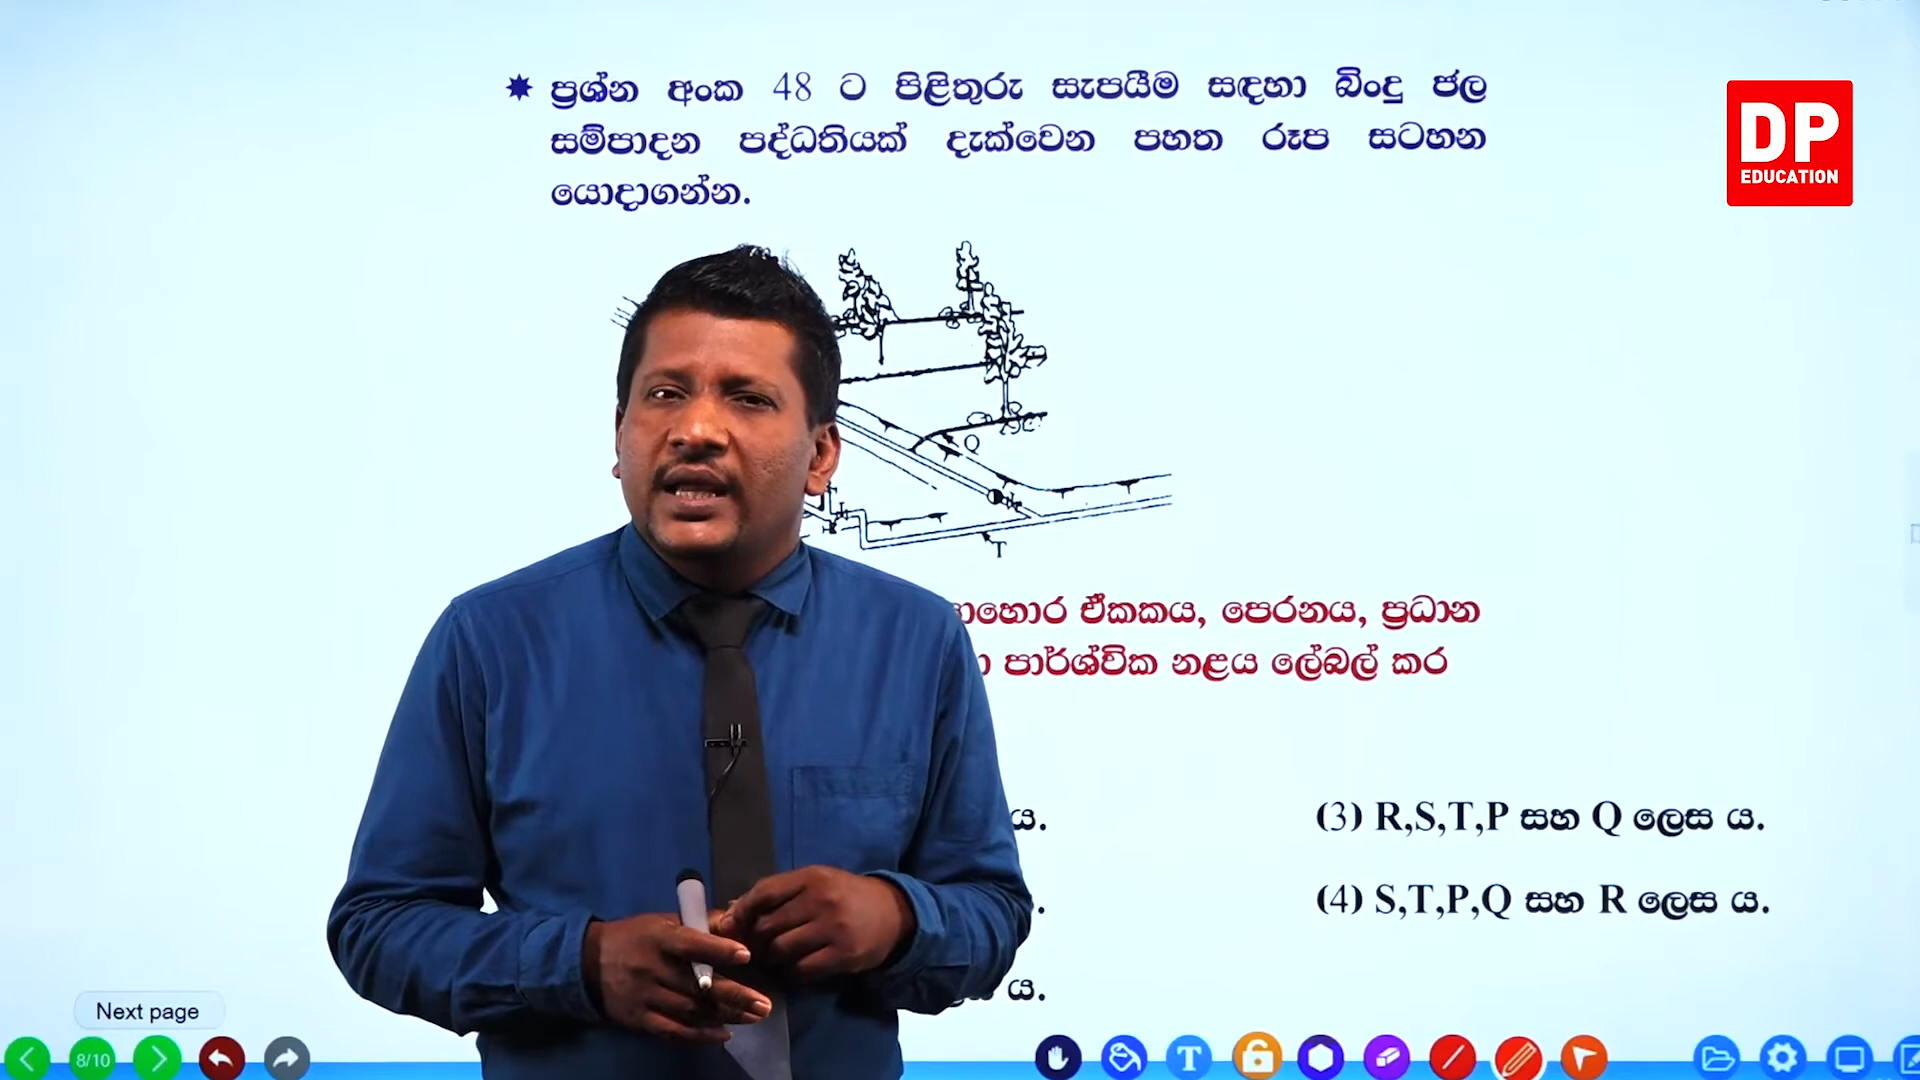 ✷ ප්‍රශ්න අංක 48 ට පිළිතුරු සැපයීම සඳහා බිංදු ජල
සම්පාදන පද්ධතියක් දැක්වෙන පහත රූප සටහන
යොදාගන්න.
DP
EDUCATION
Q
T
ඒකකය, පෙරනය, ප්‍රධාන
පාර්ශ්වික නළය ලේබල් කර
ය.
(3) R,S,T,P සහ Q ලෙස ය.
(4) S,T,P,Q සහ R ලෙස ය.
ය.
Next page
8/10
T